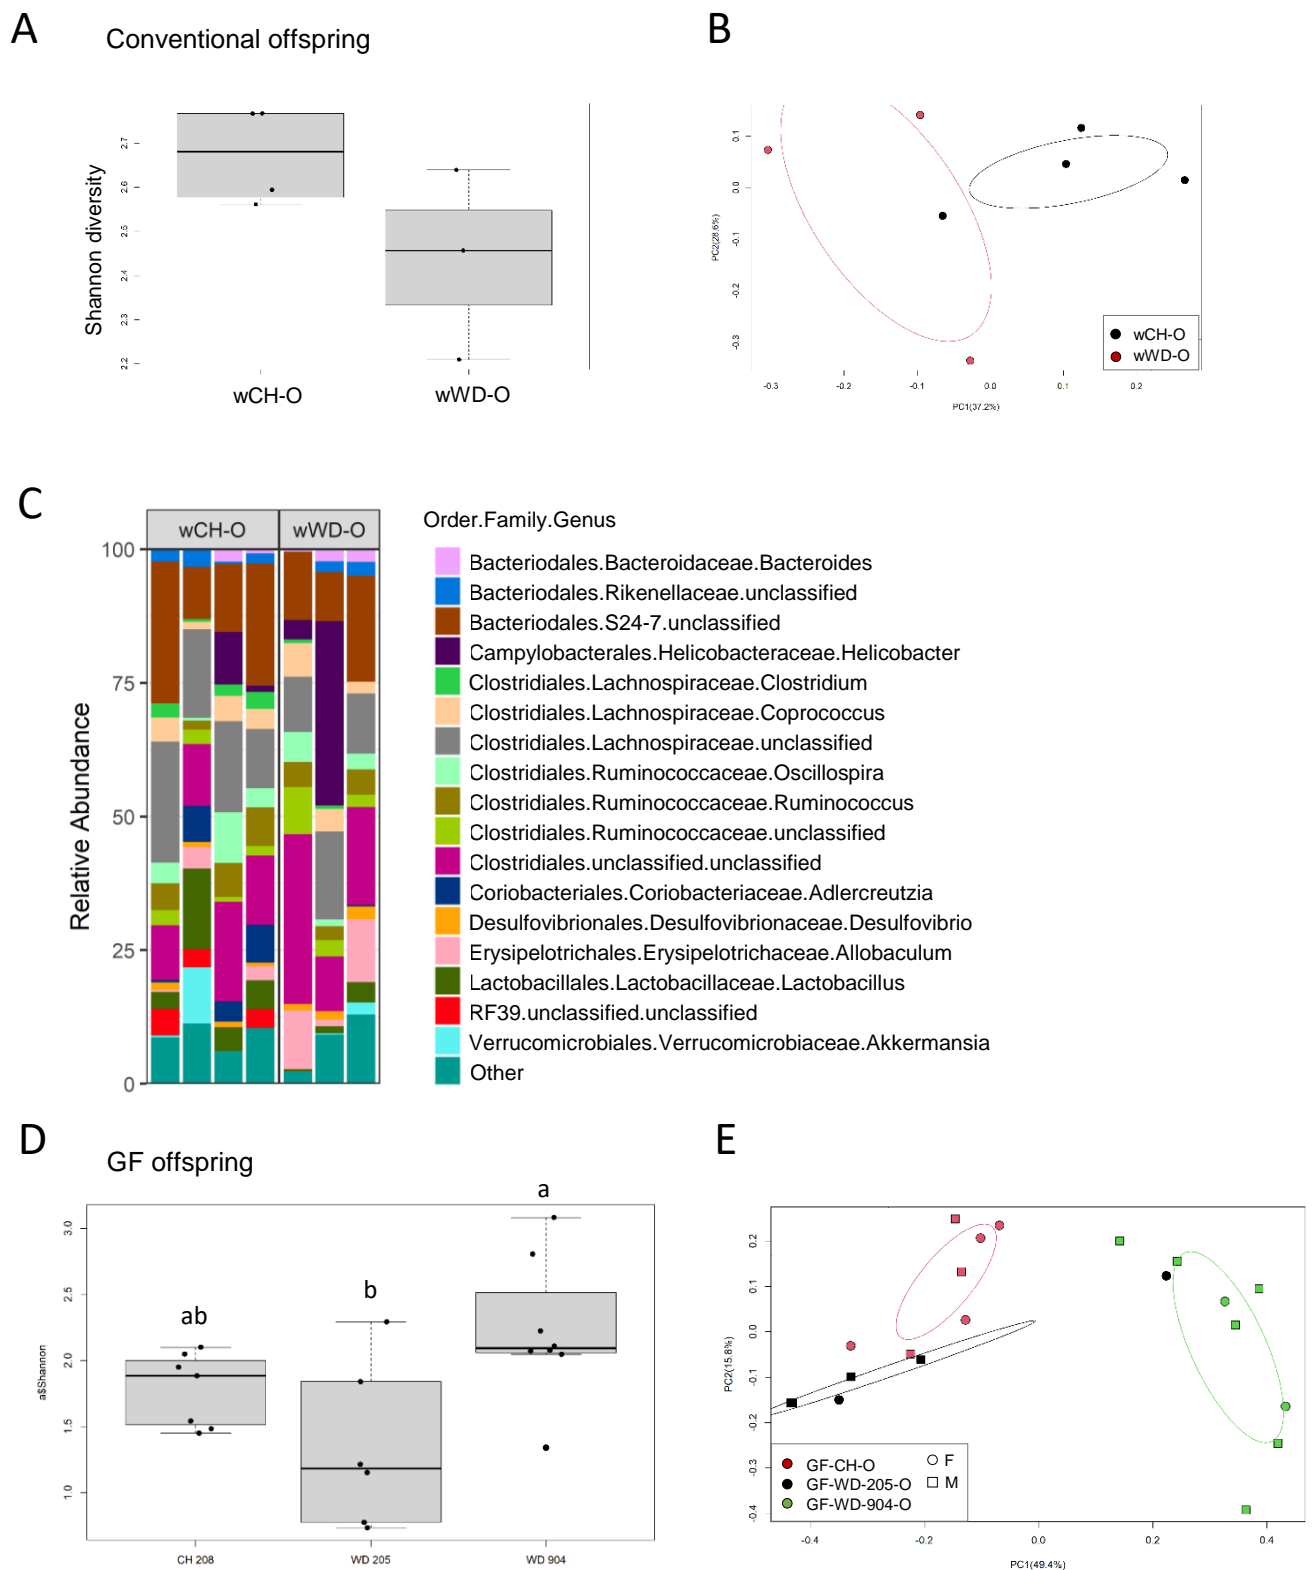 A
Conventional offspring
B
Shannon diversity
2.7
2.6
2.5
2.4
2.3
2.2
wCH-O
wWD-O
PC2(28.6%)
0.1
0.0
-0.1
-0.2
-0.3
wCH-O
wWD-O
-0.3
-0.2
-0.1
0.0
0.1
0.2
PC1(37.2%)
C
wCH-O
wWD-O
Relative Abundance
100
75
50
25
0
Order.Family.Genus
Bacteriodales.Bacteroidaceae.Bacteroides
Bacteriodales.Rikenellaceae.unclassified
Bacteriodales.S24-7.unclassified
Campylobacterales.Helicobacteraceae.Helicobacter
Clostridiales.Lachnospiraceae.Clostridium
Clostridiales.Lachnospiraceae.Coprococcus
Clostridiales.Lachnospiraceae.unclassified
Clostridiales.Ruminococcaceae.Oscillospira
Clostridiales.Ruminococcaceae.Ruminococcus
Clostridiales.Ruminococcaceae.unclassified
Clostridiales.unclassified.unclassified
Coriobacteriales.Coriobacteriaceae.Adlercreutzia
Desulfovibrionales.Desulfovibrionaceae.Desulfovibrio
Erysipelotrichales.Erysipelotrichaceae.Allobaculum
Lactobacillales.Lactobacillaceae.Lactobacillus
RF39.unclassified.unclassified
Verrucomicrobiales.Verrucomicrobiaceae.Akkermansia
Other
D
GF offspring
E
a$Shannon
3.0
2.5
2.0
1.5
1.0
ab
b
a
CH 208
WD 205
WD 904
PC2(15.8%)
0.2
0.1
0.0
-0.1
-0.2
-0.3
-0.4
GF-CH-O
GF-WD-205-O
GF-WD-904-O
F
M
-0.4
-0.2
0.0
0.2
0.4
PC1(49.4%)